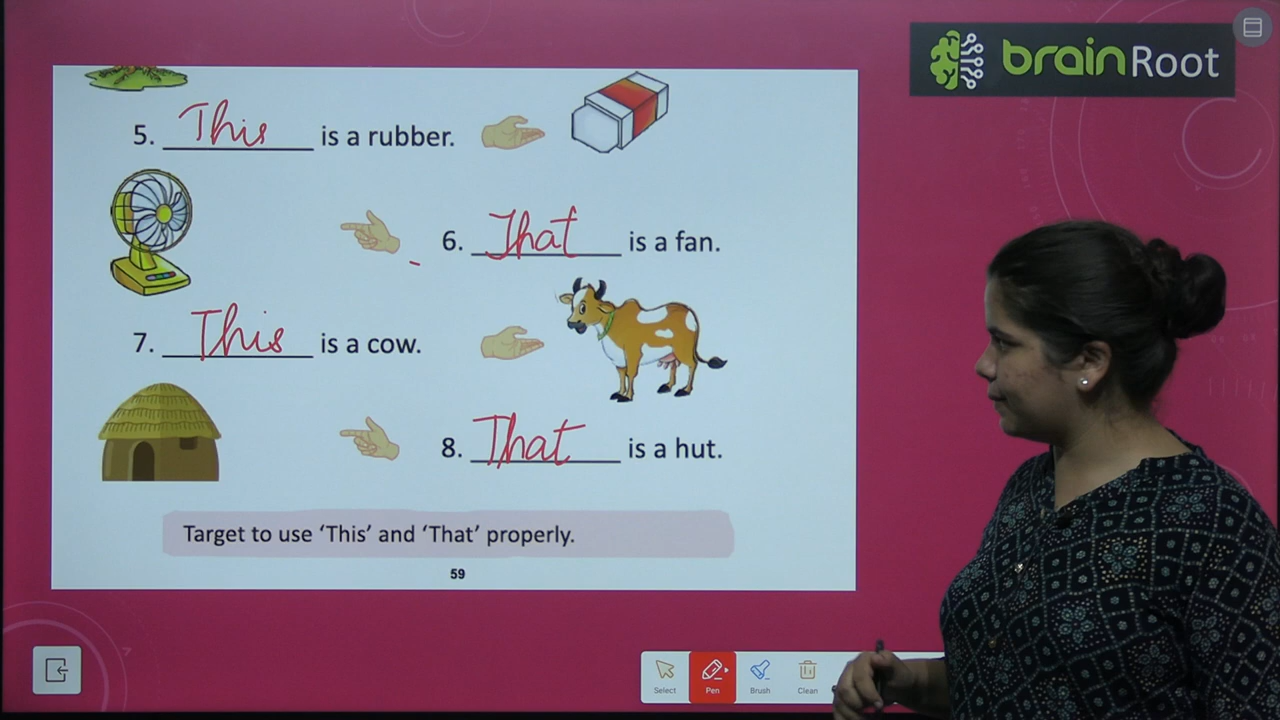 brainRoot
5. This is a rubber.
6. That is a fan.
7. This is a cow.
8. That is a hut.
Target to use ‘This’ and ‘That’ properly.
59
Select Pen Brush Clean